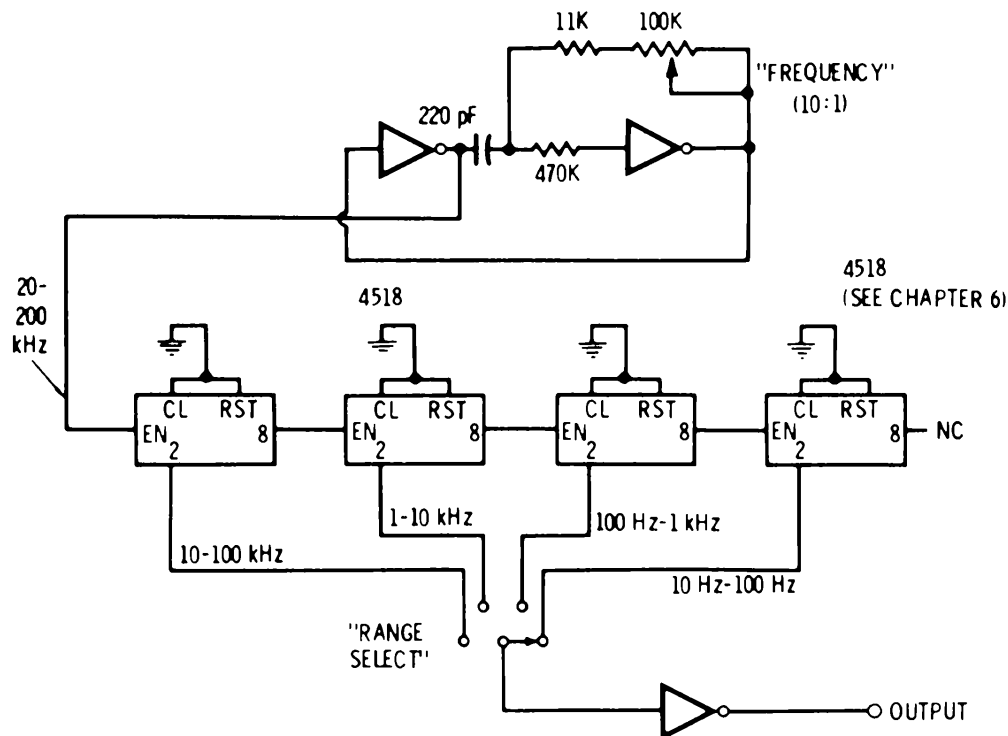 11K
100K
"FREQUENCY"
(10:1)
220 pF
470K
20-
200
kHz
4518
4518
(SEE CHAPTER 6)
CL RST
EN 2 8
CL RST
EN 2 8
CL RST
EN 2 8
CL RST
EN 2 8
NC
10-100 kHz
1-10 kHz
100 Hz-1 kHz
10 Hz-100 Hz
"RANGE
SELECT"
OUTPUT